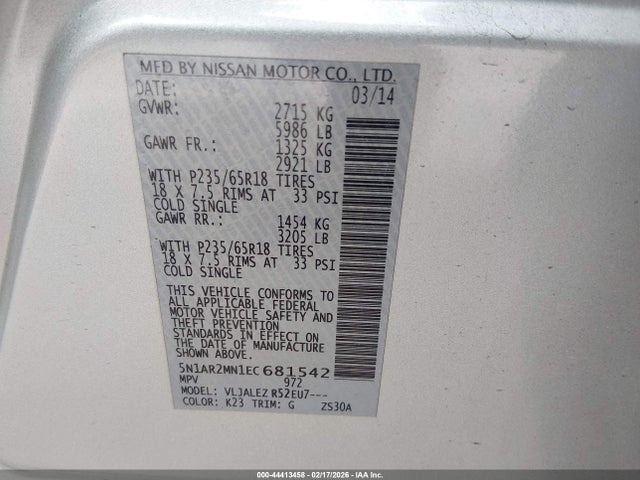 MFD BY NISSAN MOTOR CO., LTD.
DATE: 03/14
GVWR: 2715 KG
5986 LB
GAWR FR.: 1325 KG
2921 LB
WITH P235/65R18 TIRES
18 X 7.5 RIMS AT 33 PSI
COLD SINGLE
GAWR RR.: 1454 KG
3205 LB
WITH P235/65R18 TIRES
18 X 7.5 RIMS AT 33 PSI
COLD SINGLE
THIS VEHICLE CONFORMS TO
ALL APPLICABLE FEDERAL
MOTOR VEHICLE SAFETY AND
THEFT PREVENTION
STANDARDS IN EFFECT ON
THE DATE OF MANUFACTURE
SHOWN ABOVE.
5N1AR2MN1EC681542
MPV 972
MODEL: VLJALEZ R52EU7---
COLOR: K23 TRIM: G ZS30A
000-44413458 - 02/17/2026 - IAA Inc.